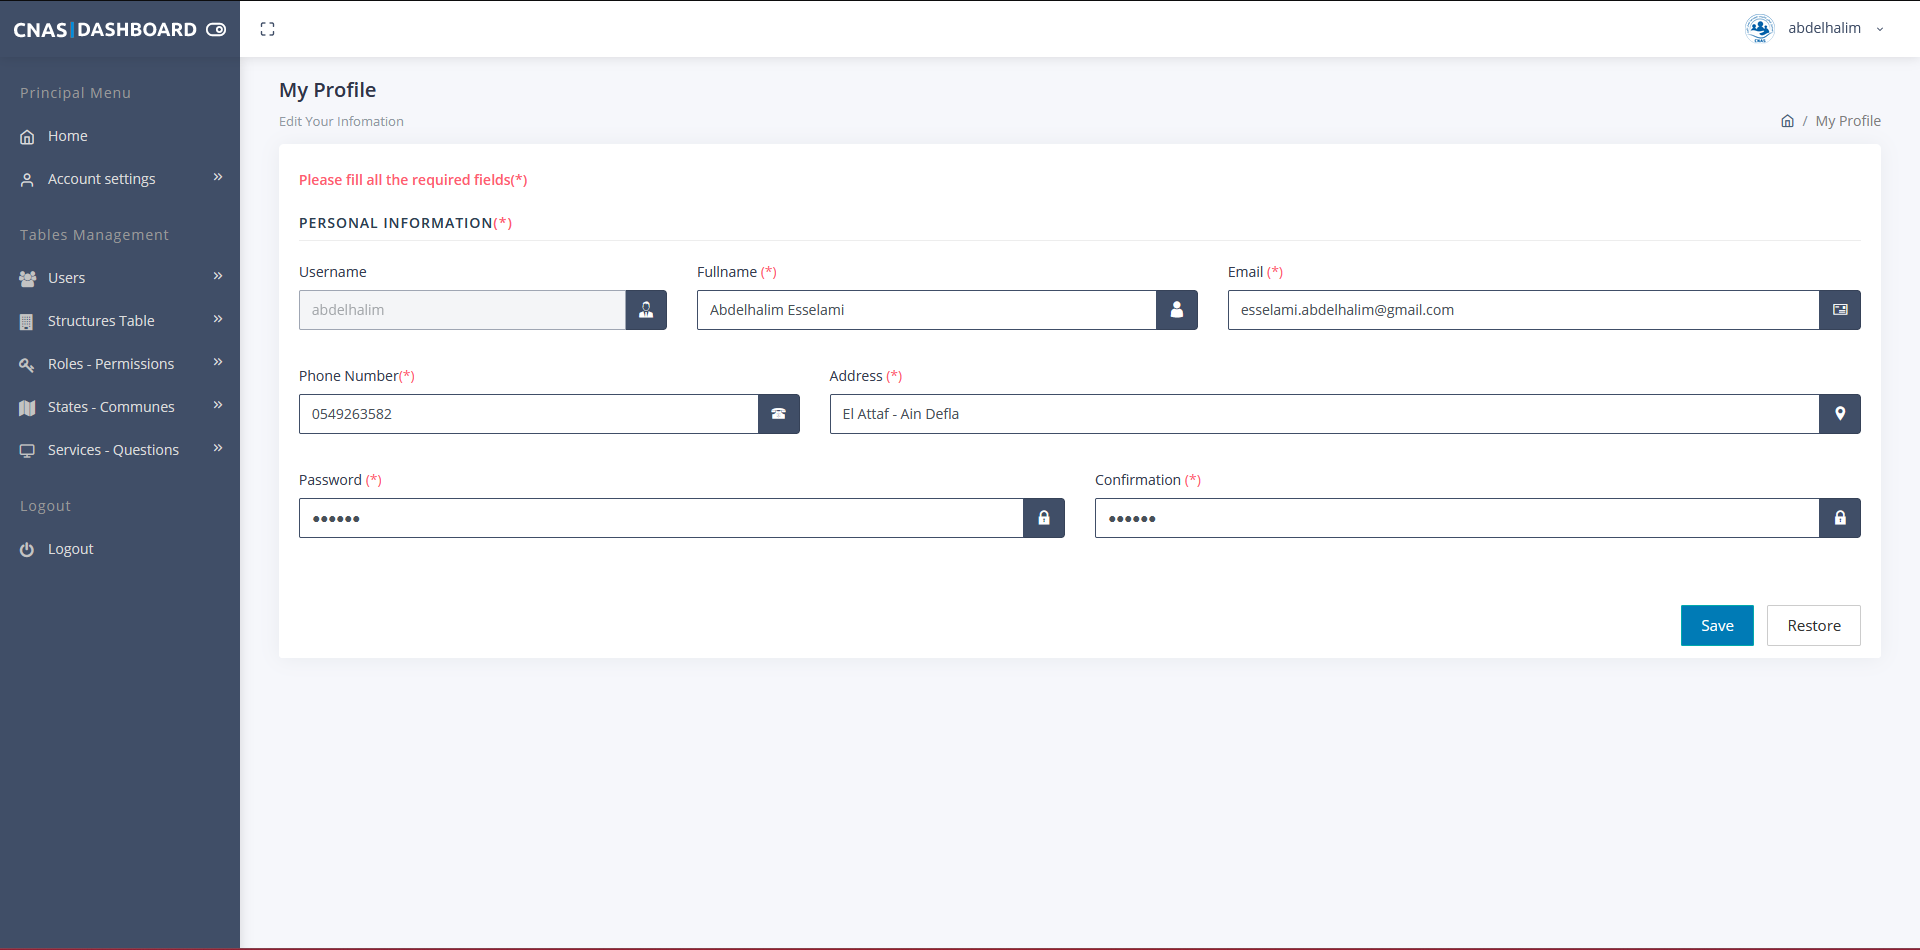 CNAS|DASHBOARD
abdelhalim
Principal Menu
Home
Account settings
Tables Management
Users
Structures Table
Roles - Permissions
States - Communes
Services - Questions
Logout
Logout
My Profile
Edit Your Infomation
/ My Profile
Please fill all the required fields(*)
PERSONAL INFORMATION(*)
Username
Fullname (*)
Email (*)
abdelhalim
Abdelhalim Esselami
esselami.abdelhalim@gmail.com
Phone Number(*)
Address (*)
0549263582
El Attaf - Ain Defla
Password (*)
Confirmation (*)
••••••
••••••
Save
Restore